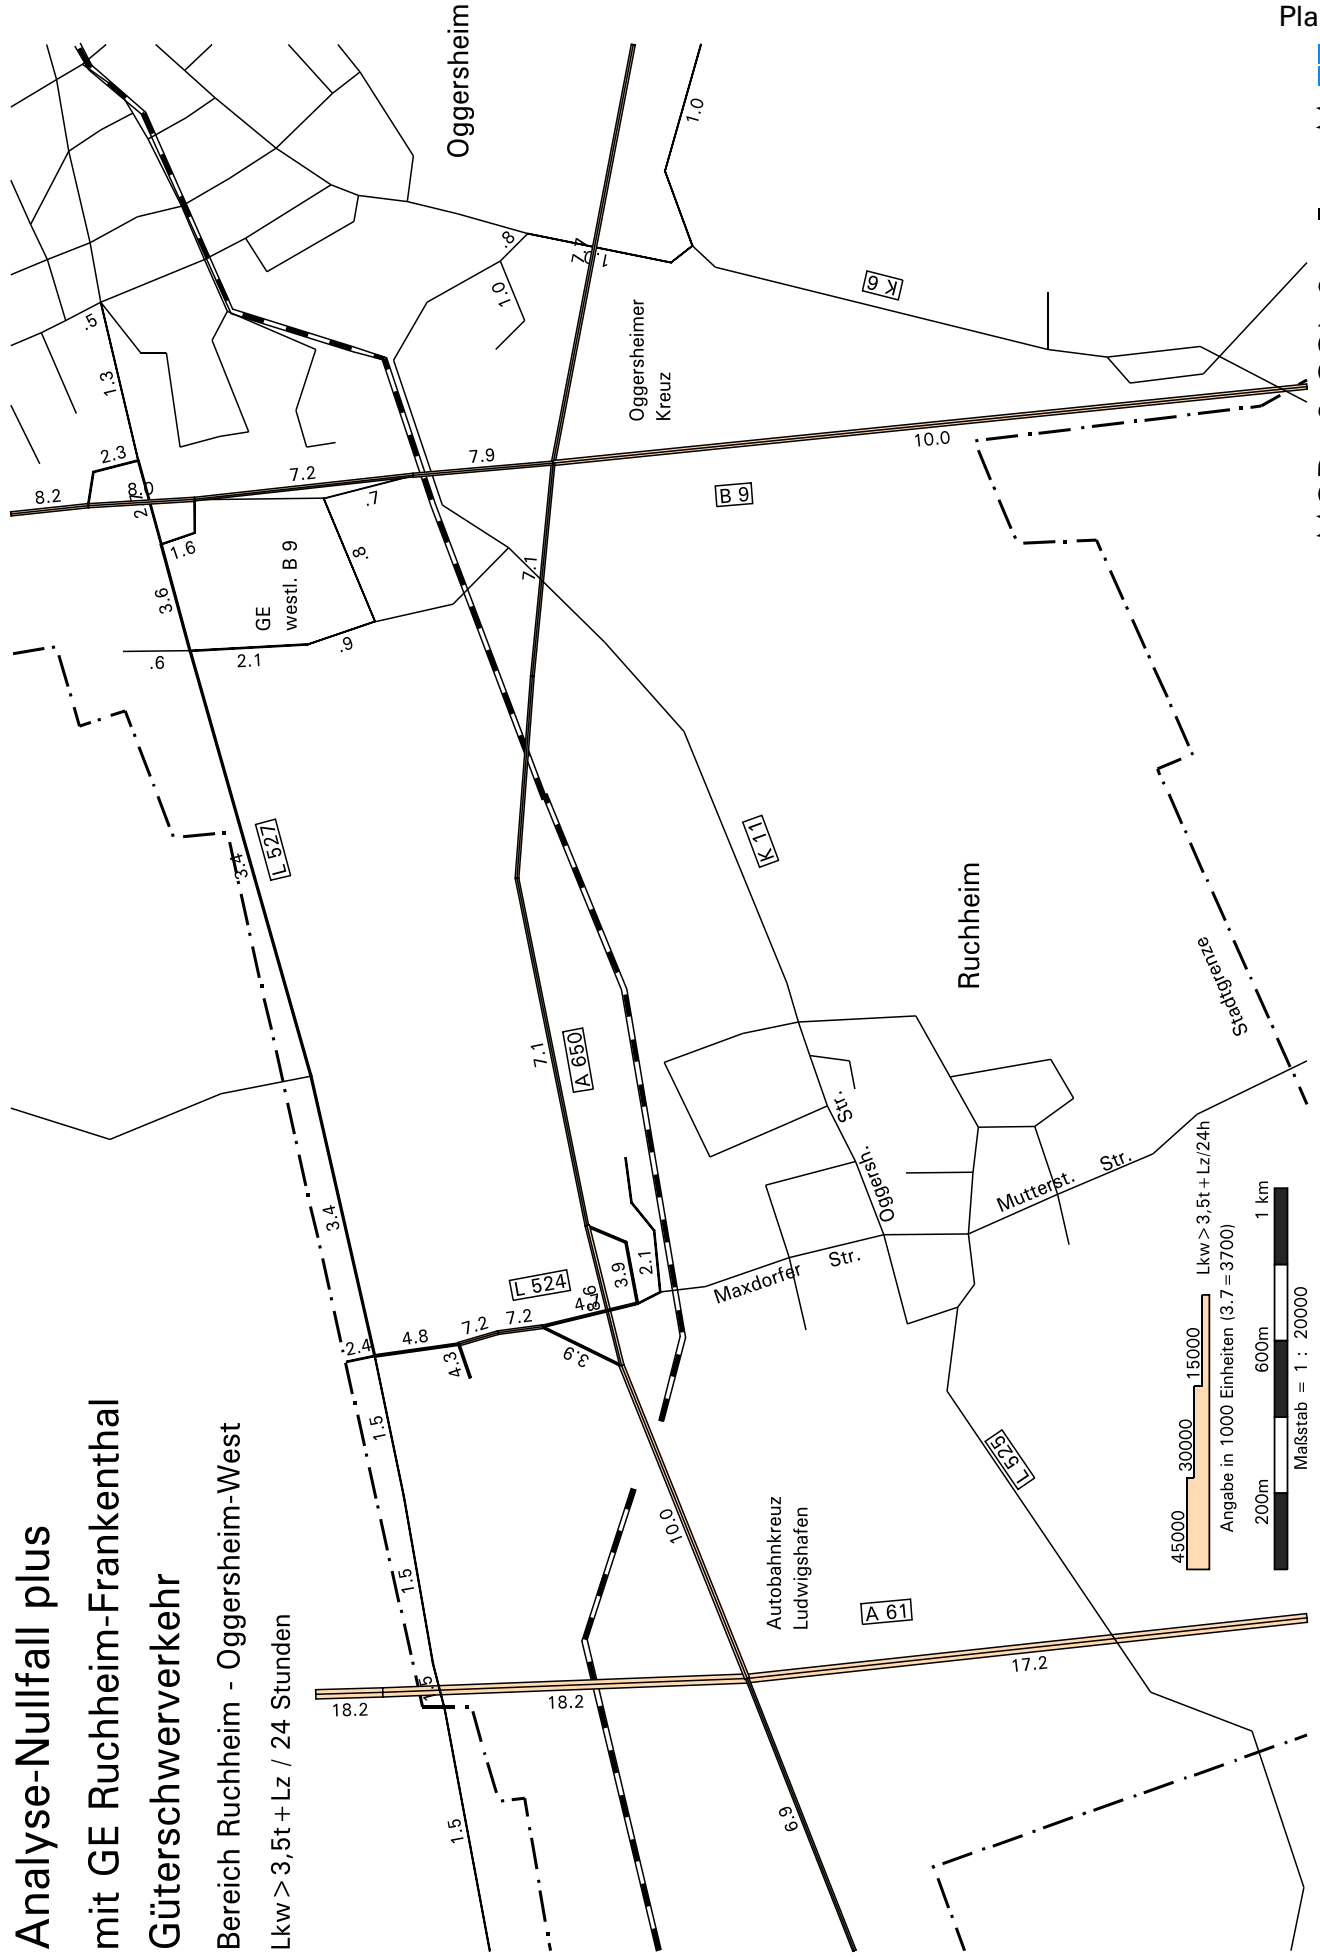 Analyse-Nullfall plus
mit GE Ruchheim-Frankenthal
Güterschwerverkehr
Bereich Ruchheim - Oggersheim-West
Lkw > 3,5t + Lz / 24 Stunden
Pla
Oggersheim
1.0
.8
1.0
K 6
Oggersheimer
Kreuz
.5
1.3
2.3
8.2
8.0
7.2
7.9
10.0
B 9
.7
1.6
.8
GE
westl. B 9
3.6
.6
2.1
.9
7.1
L 527
3.4
K 11
Ruchheim
Stadtgrenze
7.1
A 650
3.4
L 524
2.4
4.8
7.2
7.2
4.3
3.9
3.9
2.1
Maxdorfer
Str.
Oggersh.
Str.
Mutterst.
Str.
1.5
1.5
1.5
10.0
Autobahnkreuz
Ludwigshafen
L 525
A 61
18.2
18.2
17.2
6.9
1.5
45000
30000
15000
Lkw > 3,5t + Lz/24h
Angabe in 1000 Einheiten (3.7 = 3700)
200m
600m
1 km
Maßstab = 1 : 20000